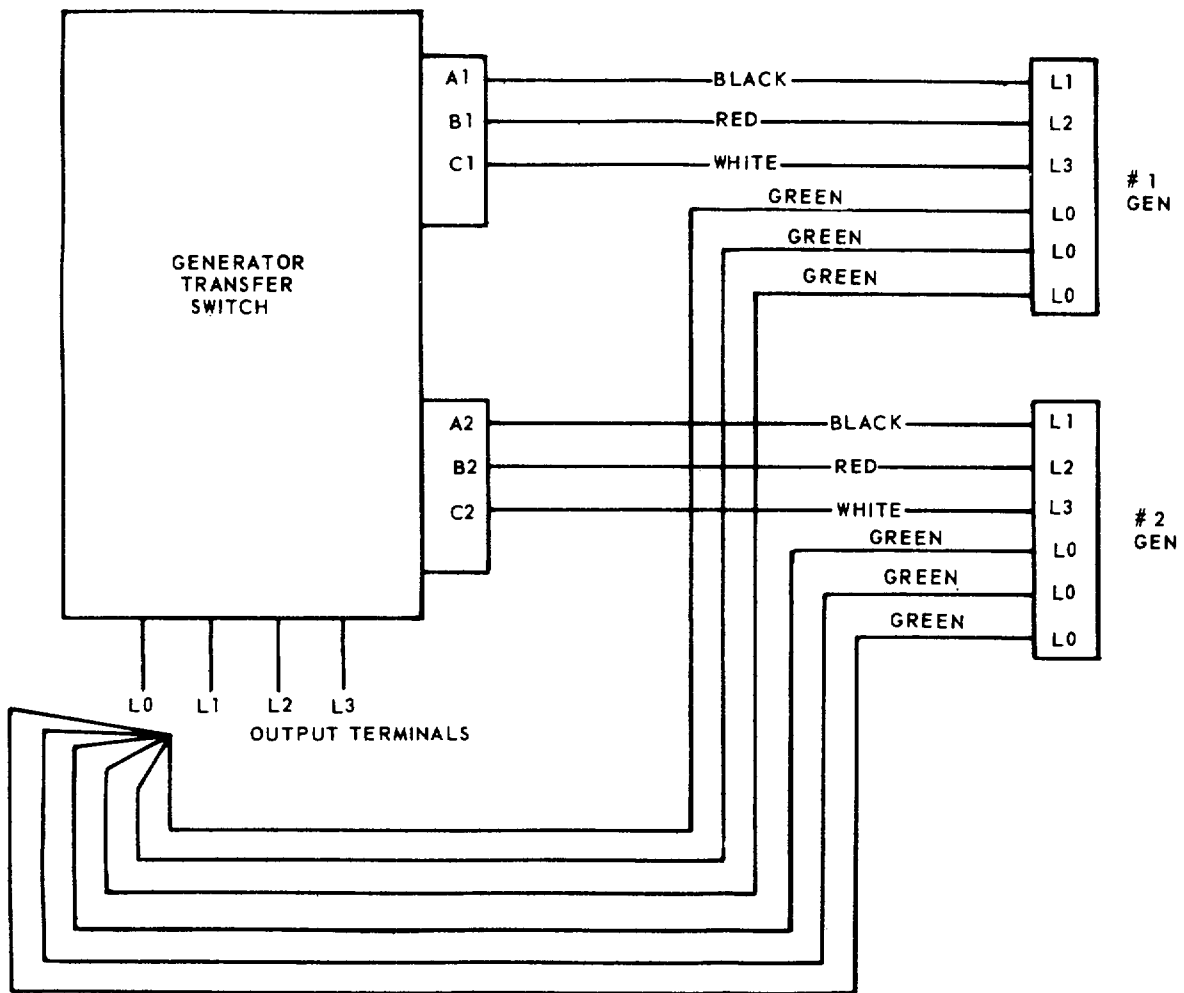 GENERATOR
TRANSFER
SWITCH
A1
B1
C1
BLACK
RED
WHITE
GREEN
GREEN
GREEN
L1
L2
L3
L0
L0
L0
#1
GEN
A2
B2
C2
BLACK
RED
WHITE
GREEN
GREEN
GREEN
L1
L2
L3
L0
L0
L0
#2
GEN
L0 L1 L2 L3
OUTPUT TERMINALS